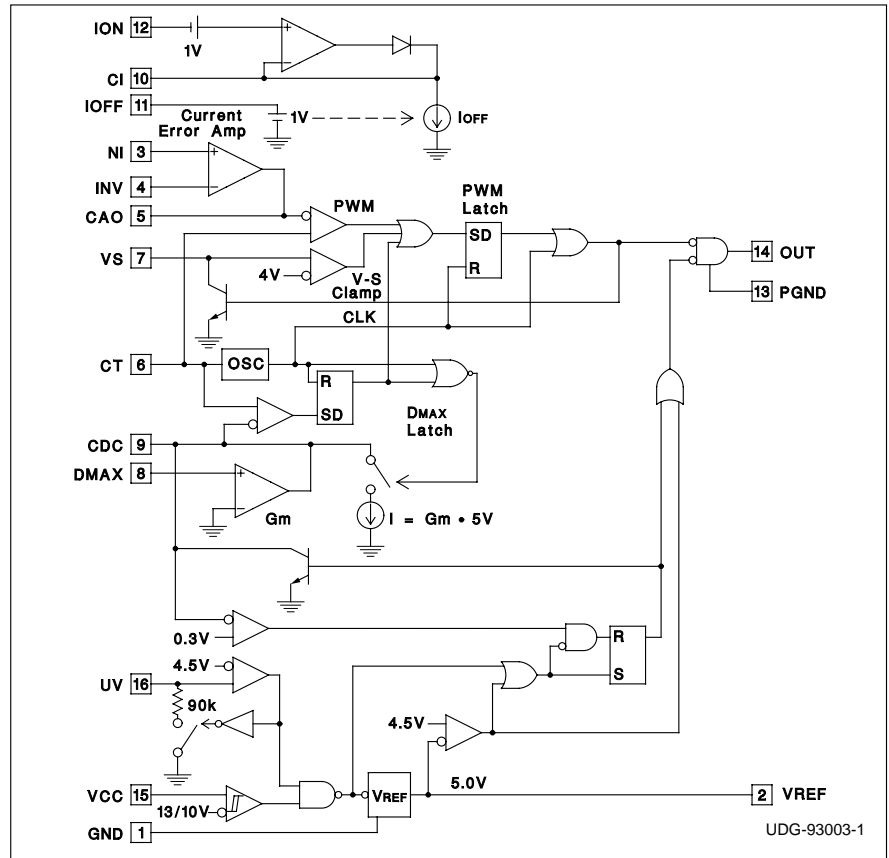 ION 12
1V
CI 10
IOFF 11
1V
IOFF
Current
Error Amp
NI 3
INV 4
CAO 5
PWM
PWM
Latch
SD
R
VS 7
4V
V-S
Clamp
14 OUT
13 PGND
CLK
CT 6
OSC
R
SD
DMAX
Latch
CDC 9
DMAX 8
Gm
I = Gm • 5V
0.3V
R
S
4.5V
UV 16
90k
4.5V
VCC 15
13/10V
VREF
5.0V
2 VREF
GND 1
UDG-93003-1